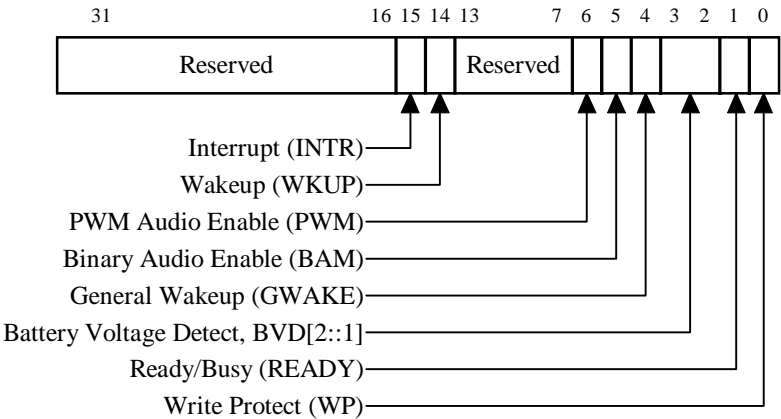 31 16 15 14 13 7 6 5 4 3 2 1 0
Reserved Reserved
Interrupt (INTR)
Wakeup (WKUP)
PWM Audio Enable (PWM)
Binary Audio Enable (BAM)
General Wakeup (GWAKE)
Battery Voltage Detect, BVD[2::1]
Ready/Busy (READY)
Write Protect (WP)